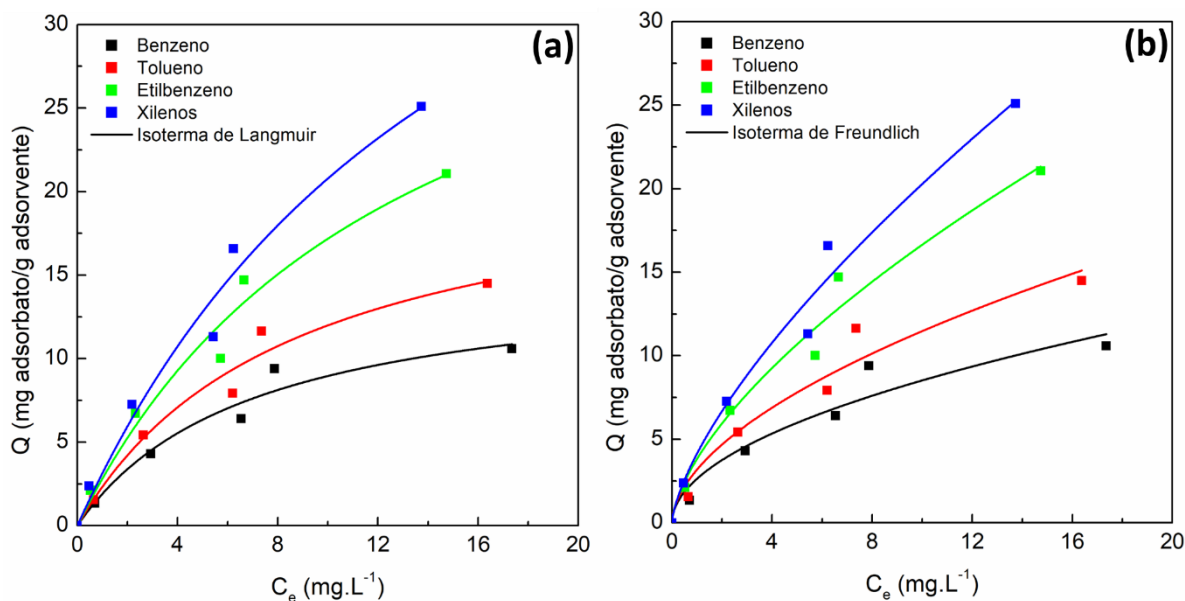 (a)
Benzeno
Tolueno
Etilbenzeno
Xilenos
Isoterma de Langmuir
Q (mg adsorbato/g adsorvente)
30
25
20
15
10
5
0
0 4 8 12 16 20
C_e (mg.L⁻¹)
(b)
Benzeno
Tolueno
Etilbenzeno
Xilenos
Isoterma de Freundlich
Q (mg adsorbato/g adsorvente)
30
25
20
15
10
5
0
0 4 8 12 16 20
C_e (mg.L⁻¹)